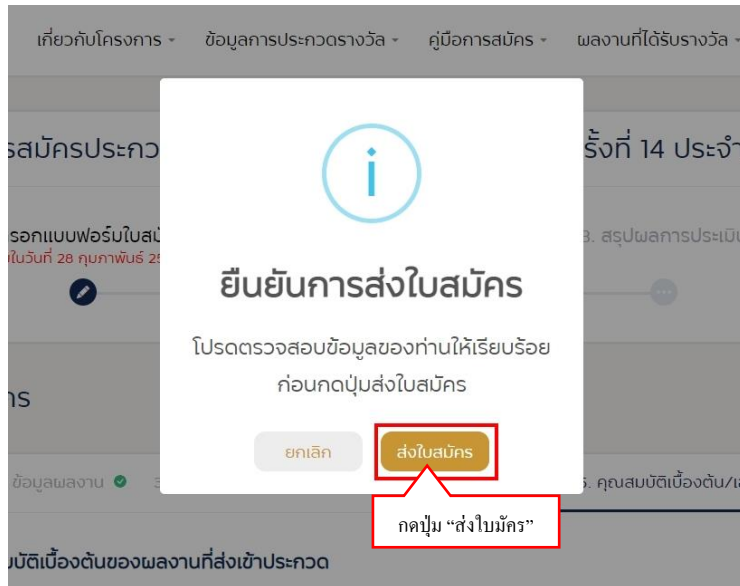 เกี่ยวกับโครงการ ข้อมูลการประกวดรางวัล คู่มือการสมัคร ผลงานที่ได้รับรางวัล
รสมัครประกว รั้งที่ 14 ประจำ
รอกแบบฟอร์มใบสมั 3. สรุปผลการประเมิน
ในวันที่ 28 กุมภาพันธ์ 25
i
ยืนยันการส่งใบสมัคร
โปรดตรวจสอบข้อมูลของท่านให้เรียบร้อย
ก่อนกดปุ่มส่งใบสมัคร
ยกเลิก ส่งใบสมัคร
ข้อมูลผลงาน 5. คุณสมบัติเบื้องต้น/เ
กดปุ่ม “ส่งใบมัคร”
บัติเบื้องต้นของผลงานที่ส่งเข้าประกวด